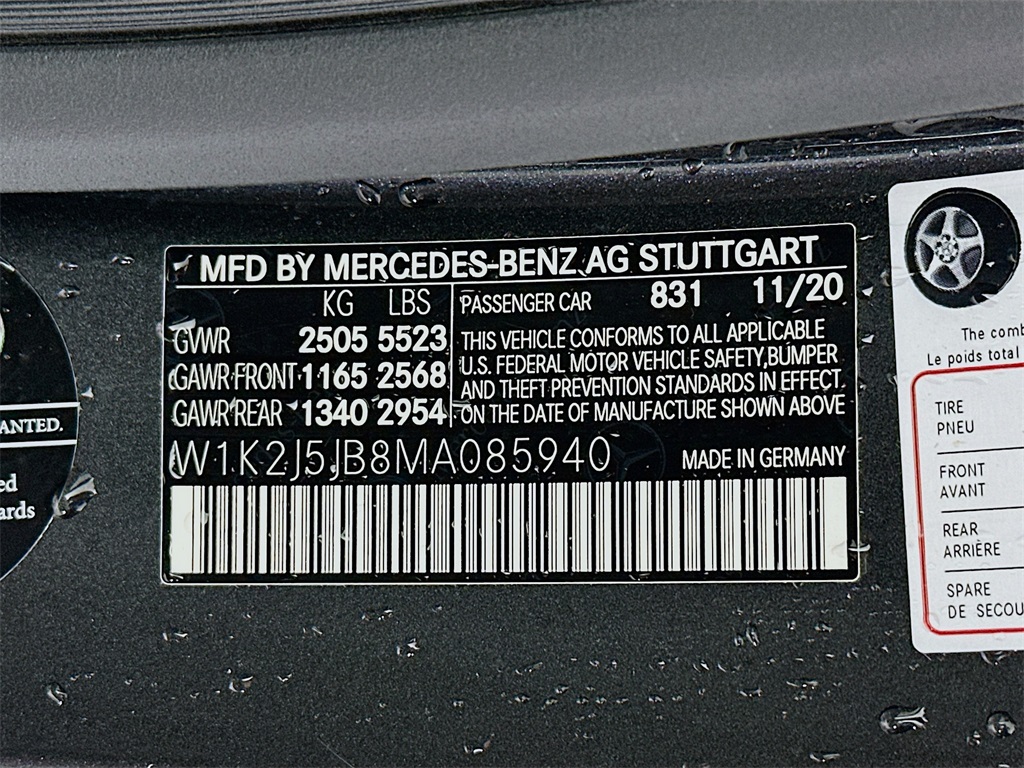 MFD BY MERCEDES-BENZ AG STUTTGART
KG LBS
GVWR 2505 5523
GAWR FRONT 1165 2568
GAWR REAR 1340 2954
PASSENGER CAR 831 11/20
THIS VEHICLE CONFORMS TO ALL APPLICABLE
U.S. FEDERAL MOTOR VEHICLE SAFETY,BUMPER
AND THEFT PREVENTION STANDARDS IN EFFECT
ON THE DATE OF MANUFACTURE SHOWN ABOVE
W1K2J5JB8MA085940
MADE IN GERMANY
ANTED.
ed
ards
The comb
Le poids total
TIRE
PNEU
FRONT
AVANT
REAR
ARRIÈRE
SPARE
DE SECOU